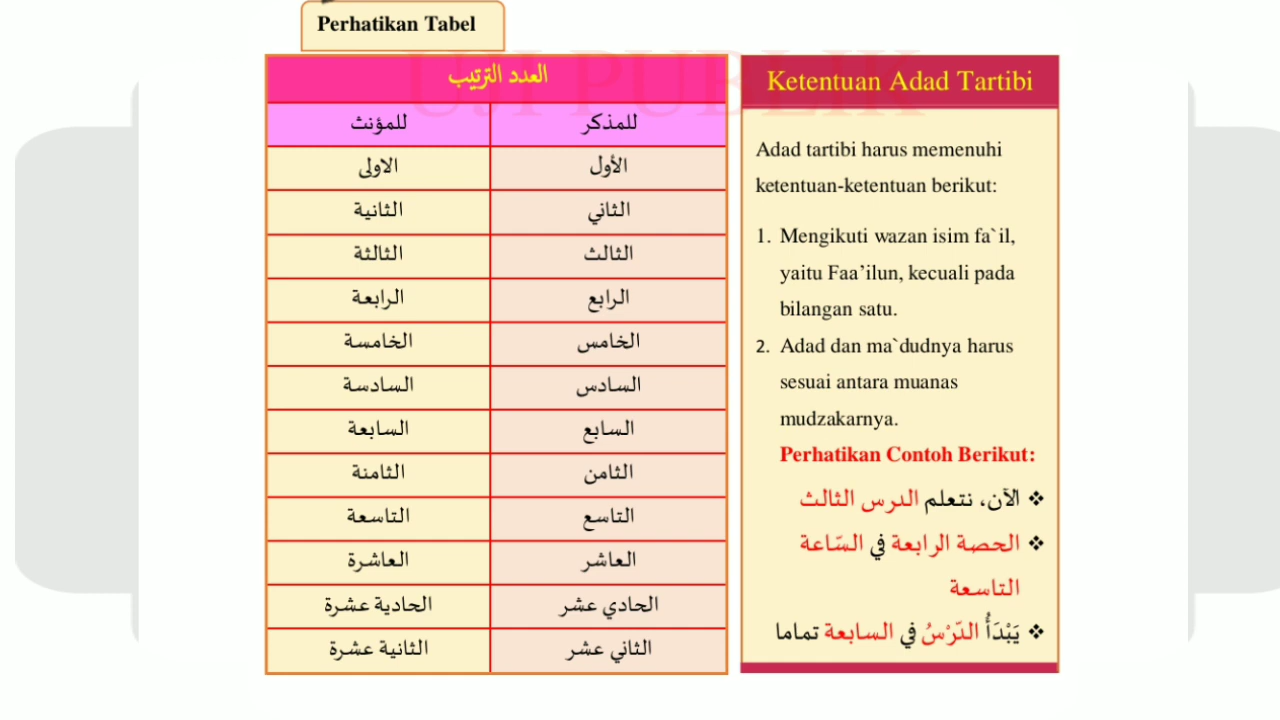 Perhatikan Tabel
UJI PUBLIK
العدد الترتيب
للمذكر للمؤنث
الأول الاولى
الثاني الثانية
الثالث الثالثة
الرابع الرابعة
الخامس الخامسة
السادس السادسة
السابع السابعة
الثامن الثامنة
التاسع التاسعة
العاشر العاشرة
الحادي عشر الحادية عشرة
الثاني عشر الثانية عشرة
Ketentuan Adad Tartibi
Adad tartibi harus memenuhi
ketentuan-ketentuan berikut:
1. Mengikuti wazan isim fa`il,
yaitu Faa’ilun, kecuali pada
bilangan satu.
2. Adad dan ma`dudnya harus
sesuai antara muanas
mudzakarnya.
Perhatikan Contoh Berikut:
❖ الآن، نتعلم الدرس الثالث
❖ الحصة الرابعة في السّاعة
التاسعة
❖ يَبْدَأُ الدّرْسُ في السابعة تماما